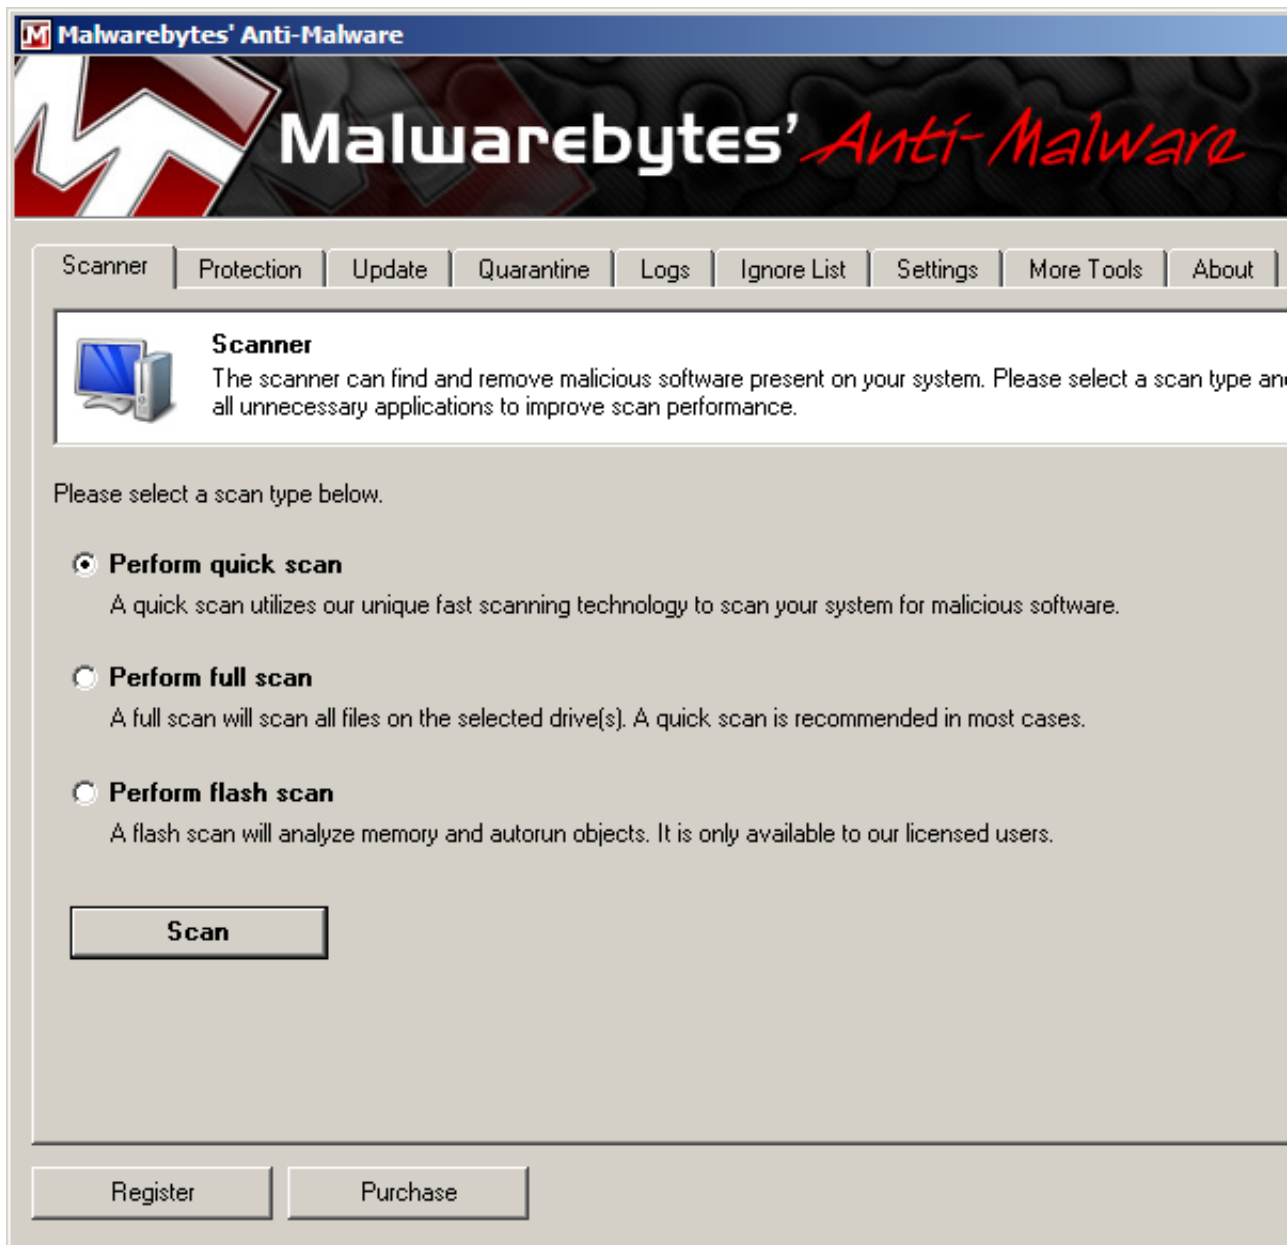 Malwarebytes' Anti-Malware
Malwarebytes' Anti-Malware
Scanner Protection Update Quarantine Logs Ignore List Settings More Tools About
Scanner
The scanner can find and remove malicious software present on your system. Please select a scan type
all unnecessary applications to improve scan performance.
Please select a scan type below.
Perform quick scan
A quick scan utilizes our unique fast scanning technology to scan your system for malicious software.
Perform full scan
A full scan will scan all files on the selected drive(s). A quick scan is recommended in most cases.
Perform flash scan
A flash scan will analyze memory and autorun objects. It is only available to our licensed users.
Scan
Register Purchase